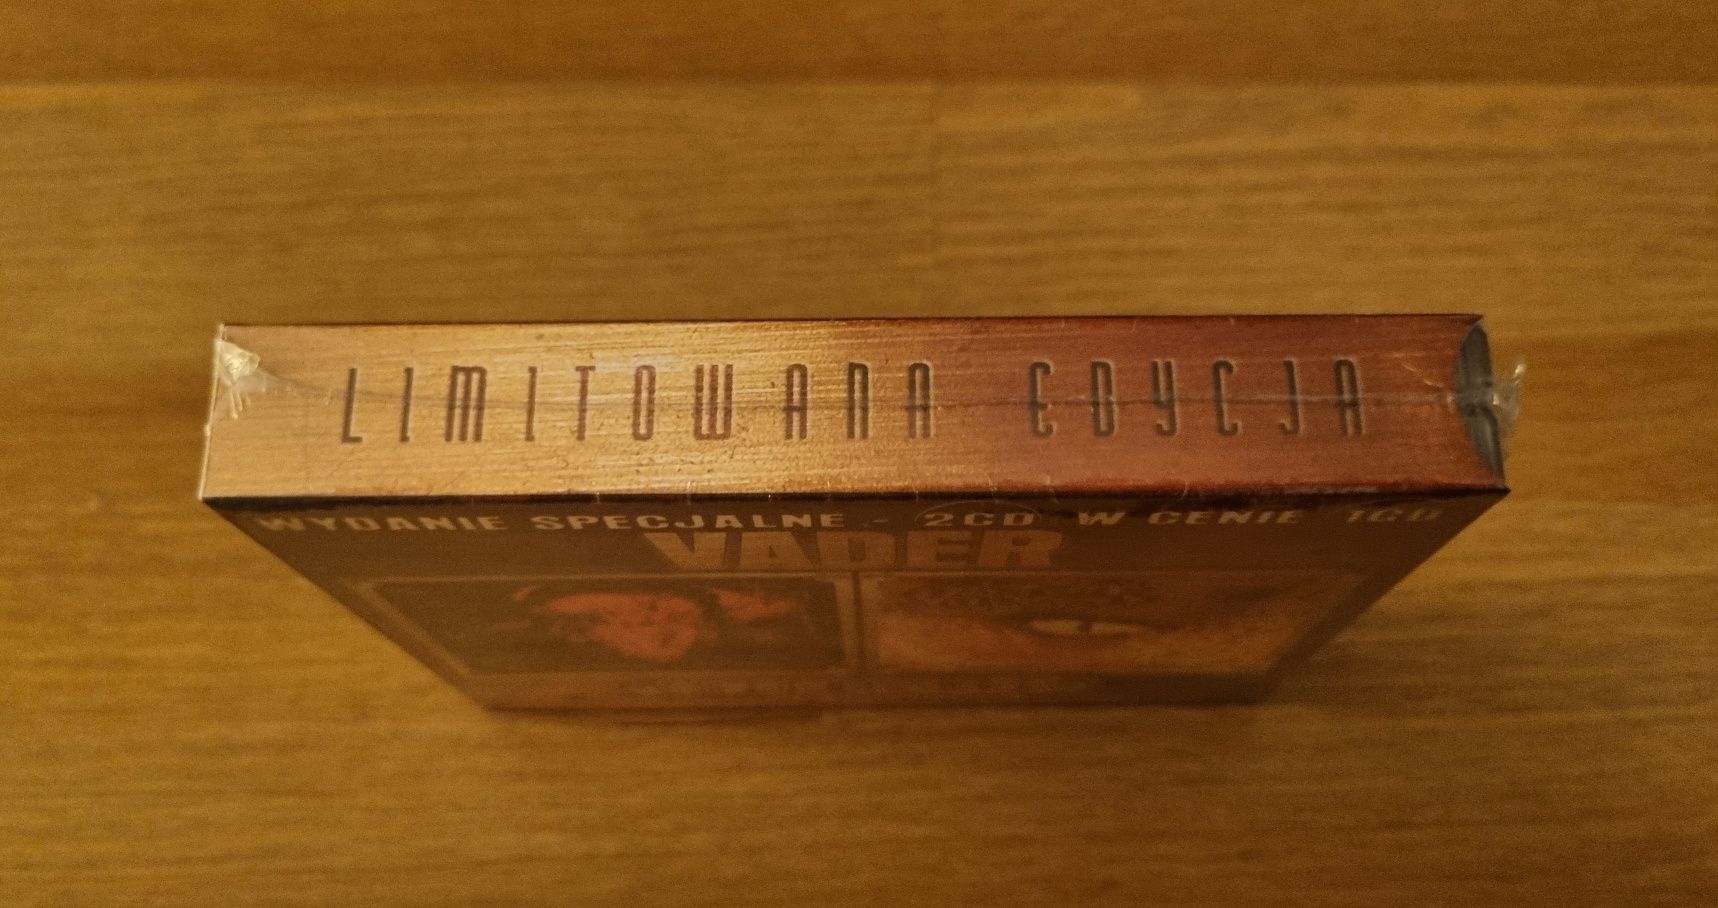 LIMITOWANA EDYCJA
WYDANIE SPECJALNE - 2CD W CENIE 1CD
VADER